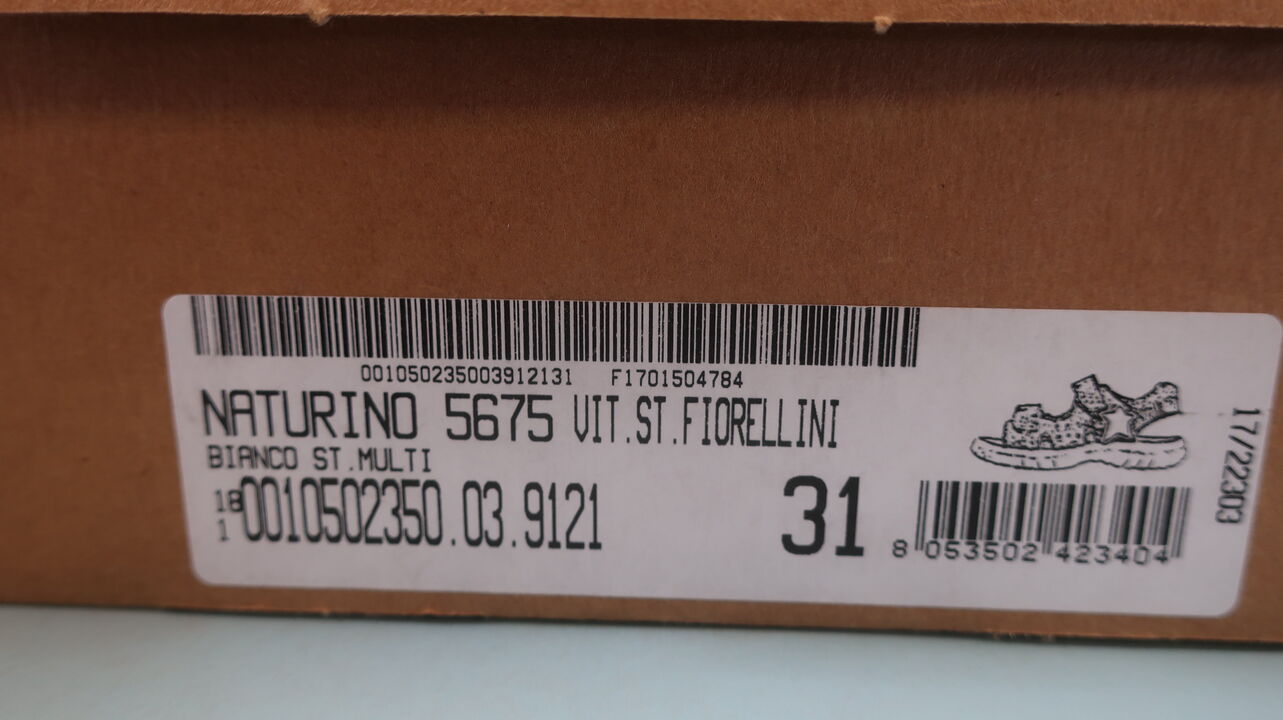 001050235003912131 F1701504784
NATURINO 5675 VIT.ST.FIORELLINI
BIANCO ST.MULTI
18
1
0010502350.03.9121
31
8 053502 423404
17/22303